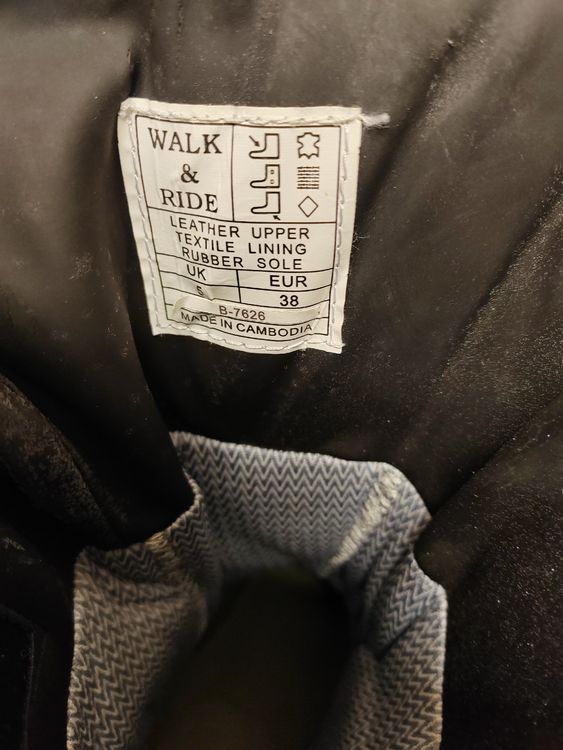 WALK
&
RIDE
LEATHER UPPER
TEXTILE LINING
RUBBER SOLE
UK EUR
5 38
B-7626
MADE IN CAMBODIA